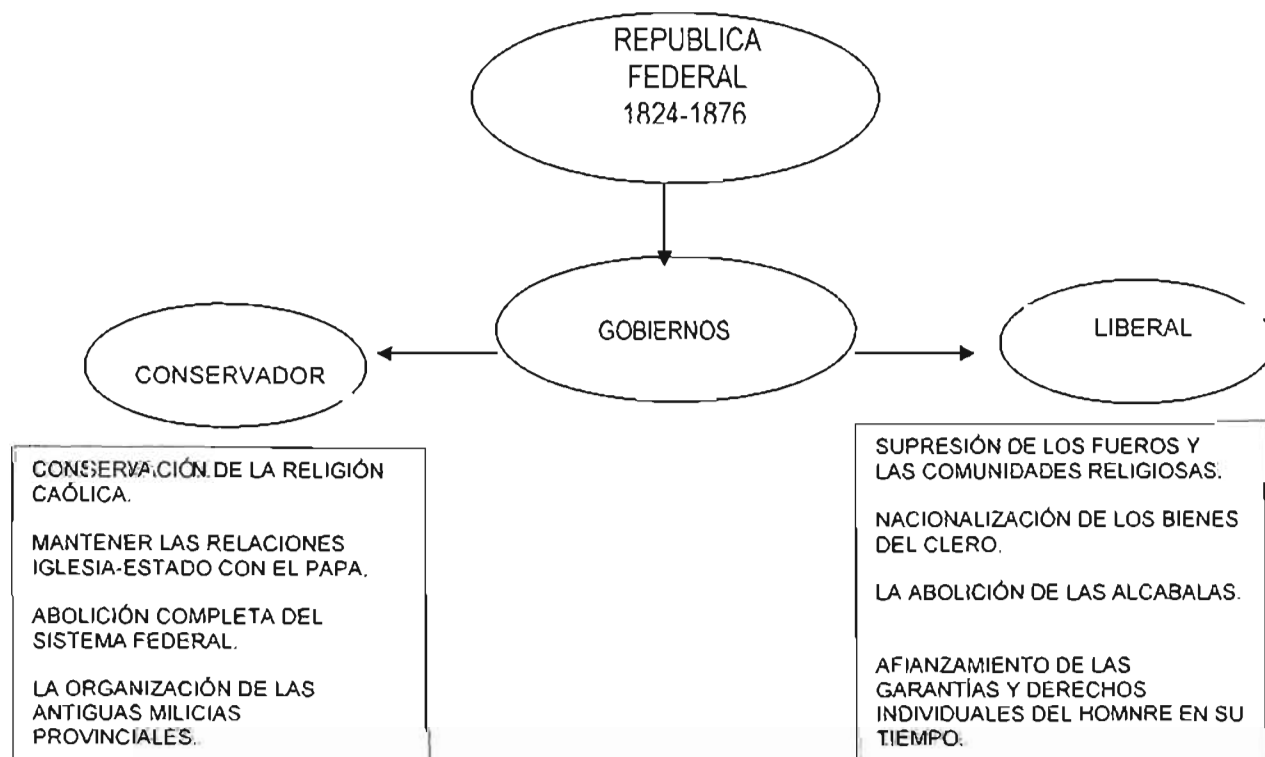 REPUBLICA
FEDERAL
1824-1876
GOBIERNOS
CONSERVADOR
LIBERAL
CONSERVACIÓN DE LA RELIGIÓN
CAÓLICA.
MANTENER LAS RELACIONES
IGLESIA-ESTADO CON EL PAPA.
ABOLICIÓN COMPLETA DEL
SISTEMA FEDERAL.
LA ORGANIZACIÓN DE LAS
ANTIGUAS MILICIAS
PROVINCIALES.
SUPRESIÓN DE LOS FUEROS Y
LAS COMUNIDADES RELIGIOSAS.
NACIONALIZACIÓN DE LOS BIENES
DEL CLERO.
LA ABOLICIÓN DE LAS ALCABALAS.
AFIANZAMIENTO DE LAS
GARANTÍAS Y DERECHOS
INDIVIDUALES DEL HOMNRE EN SU
TIEMPO.